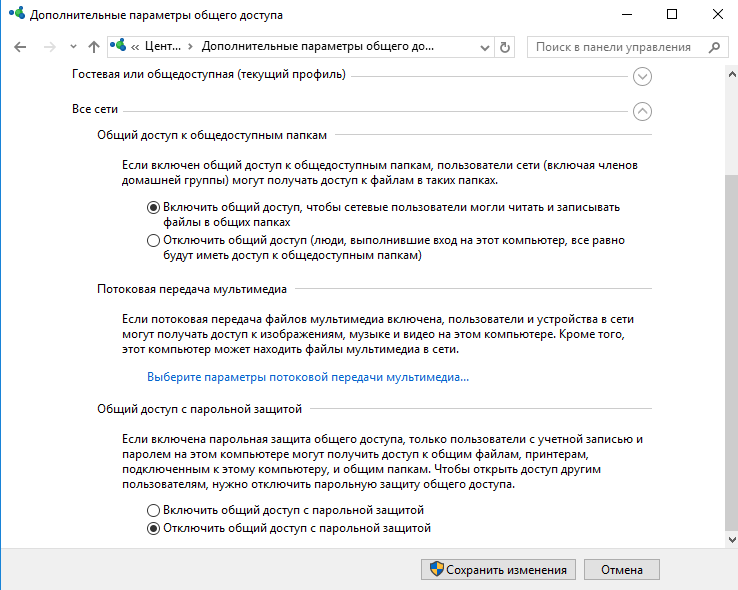 Дополнительные параметры общего доступа
« Цент... > Дополнительные параметры общего до...
Поиск в панели управления
Гостевая или общедоступная (текущий профиль)
Все сети
Общий доступ к общедоступным папкам
Если включен общий доступ к общедоступным папкам, пользователи сети (включая членов
домашней группы) могут получать доступ к файлам в таких папках.
Включить общий доступ, чтобы сетевые пользователи могли читать и записывать
файлы в общих папках
Отключить общий доступ (люди, выполнившие вход на этот компьютер, все равно
будут иметь доступ к общедоступным папкам)
Потоковая передача мультимедиа
Если потоковая передача файлов мультимедиа включена, пользователи и устройства в сети
могут получать доступ к изображениям, музыке и видео на этом компьютере. Кроме того,
этот компьютер может находить файлы мультимедиа в сети.
Выберите параметры потоковой передачи мультимедиа...
Общий доступ с парольной защитой
Если включена парольная защита общего доступа, только пользователи с учетной записью и
паролем на этом компьютере могут получить доступ к общим файлам, принтерам,
подключенным к этому компьютеру, и общим папкам. Чтобы открыть доступ другим
пользователям, нужно отключить парольную защиту общего доступа.
Включить общий доступ с парольной защитой
Отключить общий доступ с парольной защитой
Сохранить изменения
Отмена